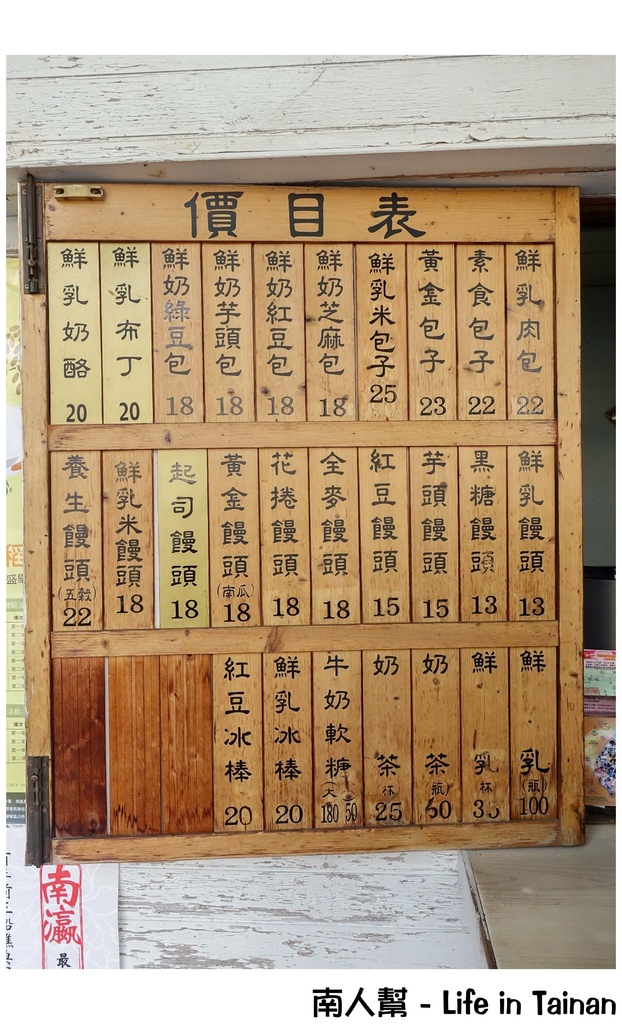 價目表
鮮乳肉包 22
素食包子 22
黃金包子 23
鮮乳米包子 25
鮮奶芝麻包 18
鮮奶紅豆包 18
鮮奶芋頭包 18
鮮奶綠豆包 18
鮮乳布丁 20
鮮乳奶酪 20
鮮乳饅頭 13
黑糖饅頭 13
芋頭饅頭 15
紅豆饅頭 15
全麥饅頭 18
花捲饅頭 18
黃金饅頭(南瓜) 18
起司饅頭 18
鮮乳米饅頭 18
養生饅頭(五穀) 22
鮮乳(瓶) 100
鮮乳杯
奶茶(瓶) 60
奶茶杯 25
牛奶軟糖(大 小) 180 50
鮮乳冰棒 20
紅豆冰棒 20
南瀛
最
南人幫 - Life in Tainan